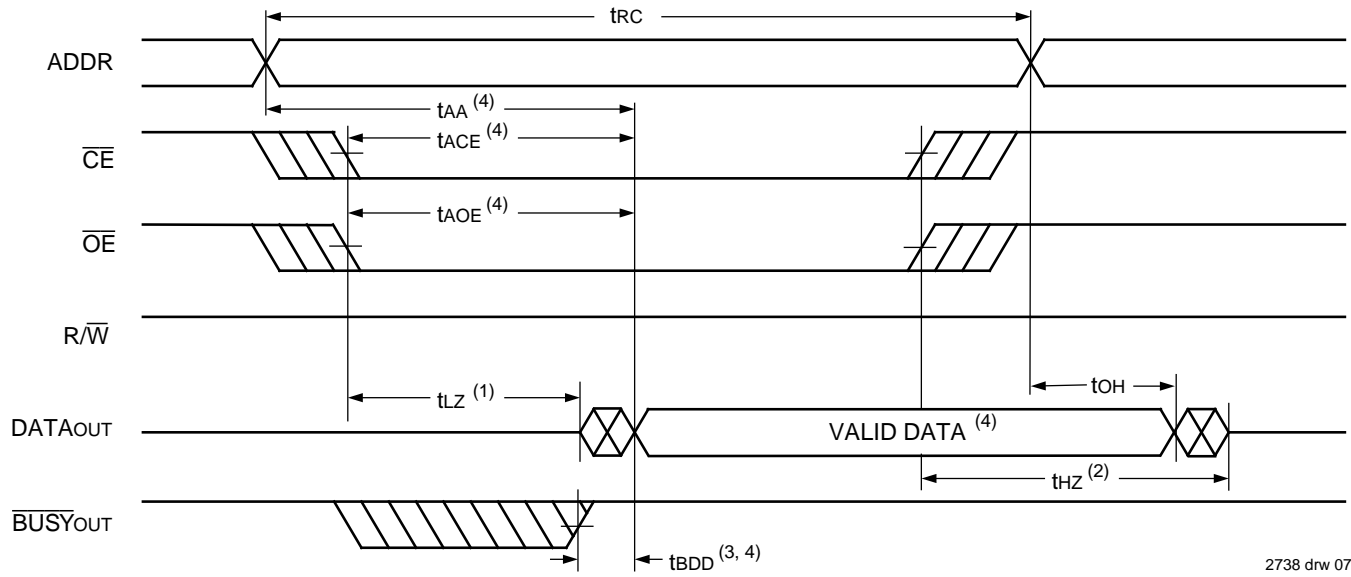 tRC
ADDR
tAA (4)
tACE (4)
CE
tAOE (4)
OE
R/W
tLZ (1)
tOH
DATAOUT
VALID DATA (4)
tHZ (2)
BUSYOUT
tBDD (3, 4)
2738 drw 07